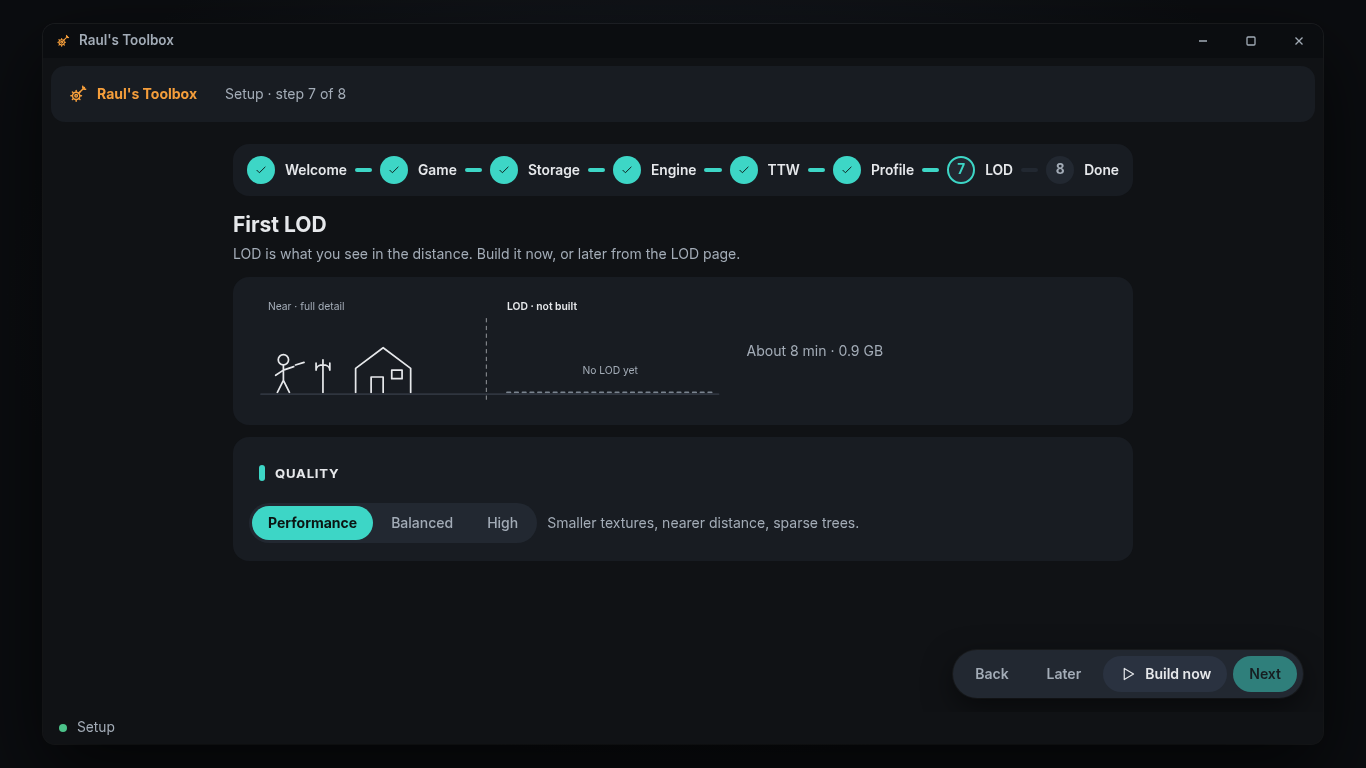 Raul's Toolbox
Raul's Toolbox Setup · step 7 of 8
Welcome Game Storage Engine TTW Profile 7 LOD 8 Done
First LOD
LOD is what you see in the distance. Build it now, or later from the LOD page.
Near · full detail LOD · not built
About 8 min · 0.9 GB
No LOD yet
QUALITY
Performance Balanced High Smaller textures, nearer distance, sparse trees.
Back Later Build now Next
Setup